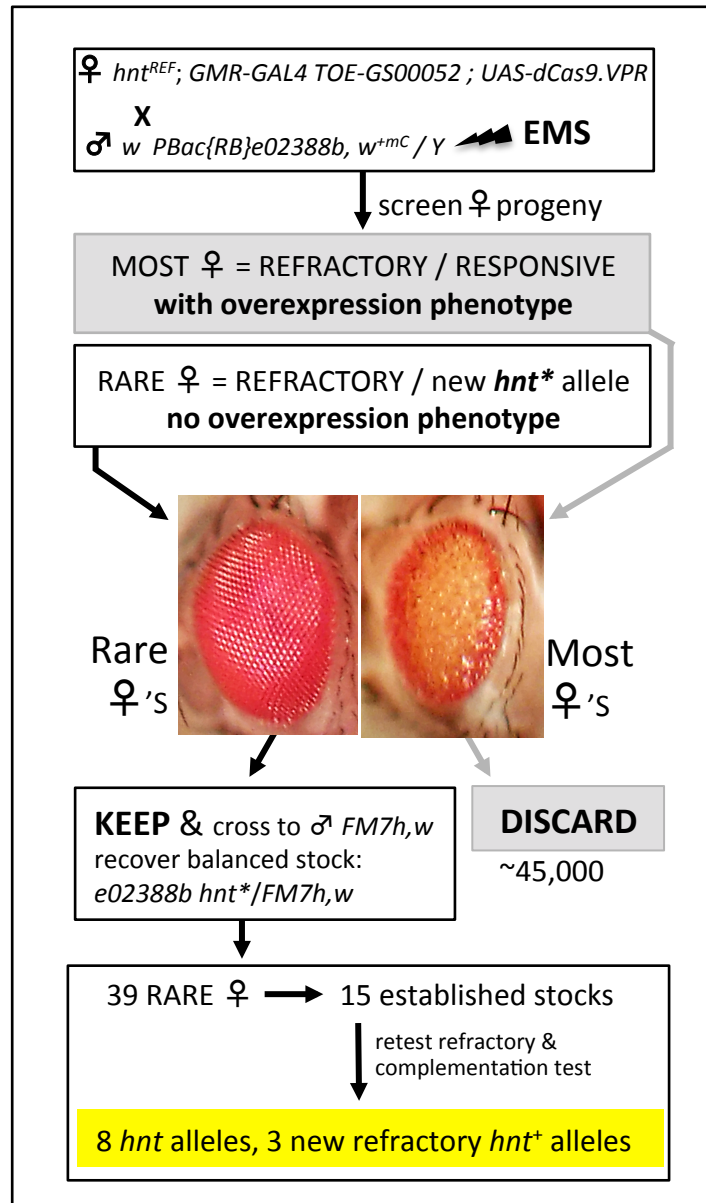 ♀ hnt^REF; GMR-GAL4 TOE-GS00052 ; UAS-dCas9.VPR
X
♂ w PBac{RB}e02388b, w^+mC / Y EMS
screen ♀ progeny
MOST ♀ = REFRACTORY / RESPONSIVE
with overexpression phenotype
RARE ♀ = REFRACTORY / new hnt* allele
no overexpression phenotype
Rare
♀'s
Most
♀'s
KEEP & cross to ♂ FM7h,w
recover balanced stock:
e02388b hnt*/FM7h,w
DISCARD
~45,000
39 RARE ♀ → 15 established stocks
retest refractory &
complementation test
8 hnt alleles, 3 new refractory hnt⁺ alleles